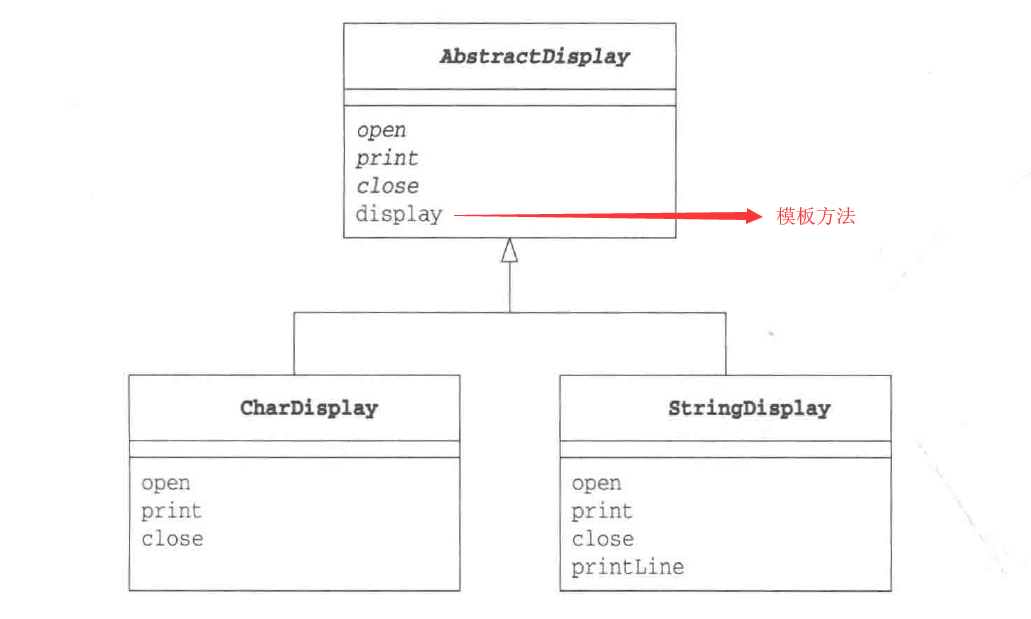 AbstractDisplay
open
print
close
display
模板方法
CharDisplay
open
print
close
StringDisplay
open
print
close
printLine